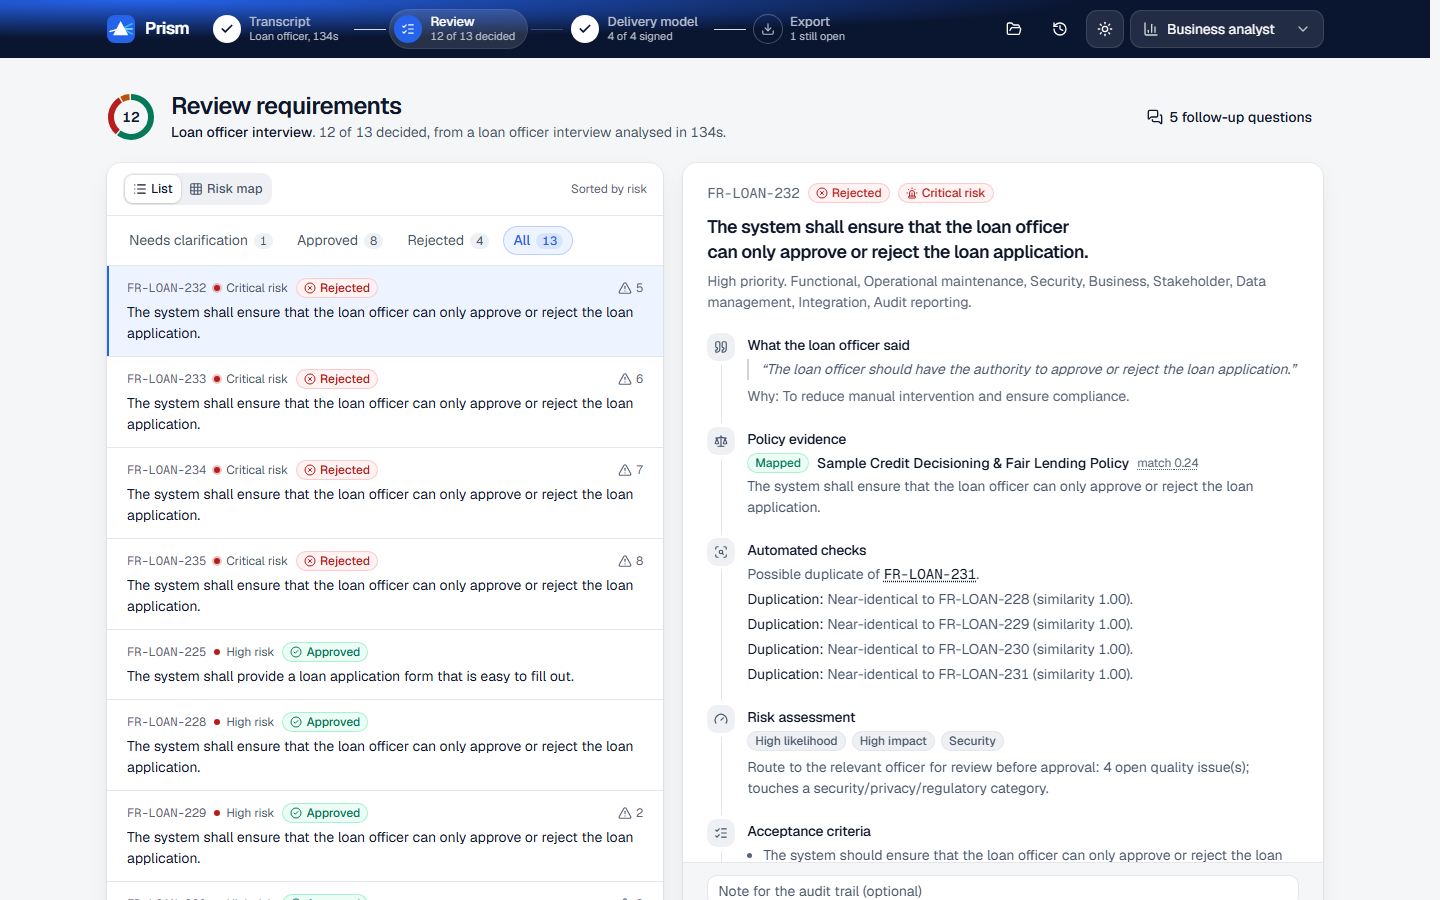 Prism
Transcript
Loan officer, 134s
Review
12 of 13 decided
Delivery model
4 of 4 signed
Export
1 still open
Business analyst
12
Review requirements
Loan officer interview. 12 of 13 decided, from a loan officer interview analysed in 134s.
5 follow-up questions
List
Risk map
Sorted by risk
Needs clarification 1
Approved 8
Rejected 4
All 13
FR-LOAN-232 Critical risk Rejected 5
The system shall ensure that the loan officer can only approve or reject the loan
application.
FR-LOAN-233 Critical risk Rejected 6
The system shall ensure that the loan officer can only approve or reject the loan
application.
FR-LOAN-234 Critical risk Rejected 7
The system shall ensure that the loan officer can only approve or reject the loan
application.
FR-LOAN-235 Critical risk Rejected 8
The system shall ensure that the loan officer can only approve or reject the loan
application.
FR-LOAN-225 High risk Approved
The system shall provide a loan application form that is easy to fill out.
FR-LOAN-228 High risk Approved
The system shall ensure that the loan officer can only approve or reject the loan
application.
FR-LOAN-229 High risk Approved 2
The system shall ensure that the loan officer can only approve or reject the loan
application.
FR-LOAN-232 Rejected Critical risk
The system shall ensure that the loan officer
can only approve or reject the loan application.
High priority. Functional, Operational maintenance, Security, Business, Stakeholder, Data
management, Integration, Audit reporting.
What the loan officer said
“The loan officer should have the authority to approve or reject the loan application.”
Why: To reduce manual intervention and ensure compliance.
Policy evidence
Mapped Sample Credit Decisioning & Fair Lending Policy match 0.24
The system shall ensure that the loan officer can only approve or reject the loan
application.
Automated checks
Possible duplicate of FR-LOAN-231.
Duplication: Near-identical to FR-LOAN-228 (similarity 1.00).
Duplication: Near-identical to FR-LOAN-229 (similarity 1.00).
Duplication: Near-identical to FR-LOAN-230 (similarity 1.00).
Duplication: Near-identical to FR-LOAN-231 (similarity 1.00).
Risk assessment
High likelihood High impact Security
Route to the relevant officer for review before approval: 4 open quality issue(s);
touches a security/privacy/regulatory category.
Acceptance criteria
• The system should ensure that the loan officer can only approve or reject the loan
Note for the audit trail (optional)